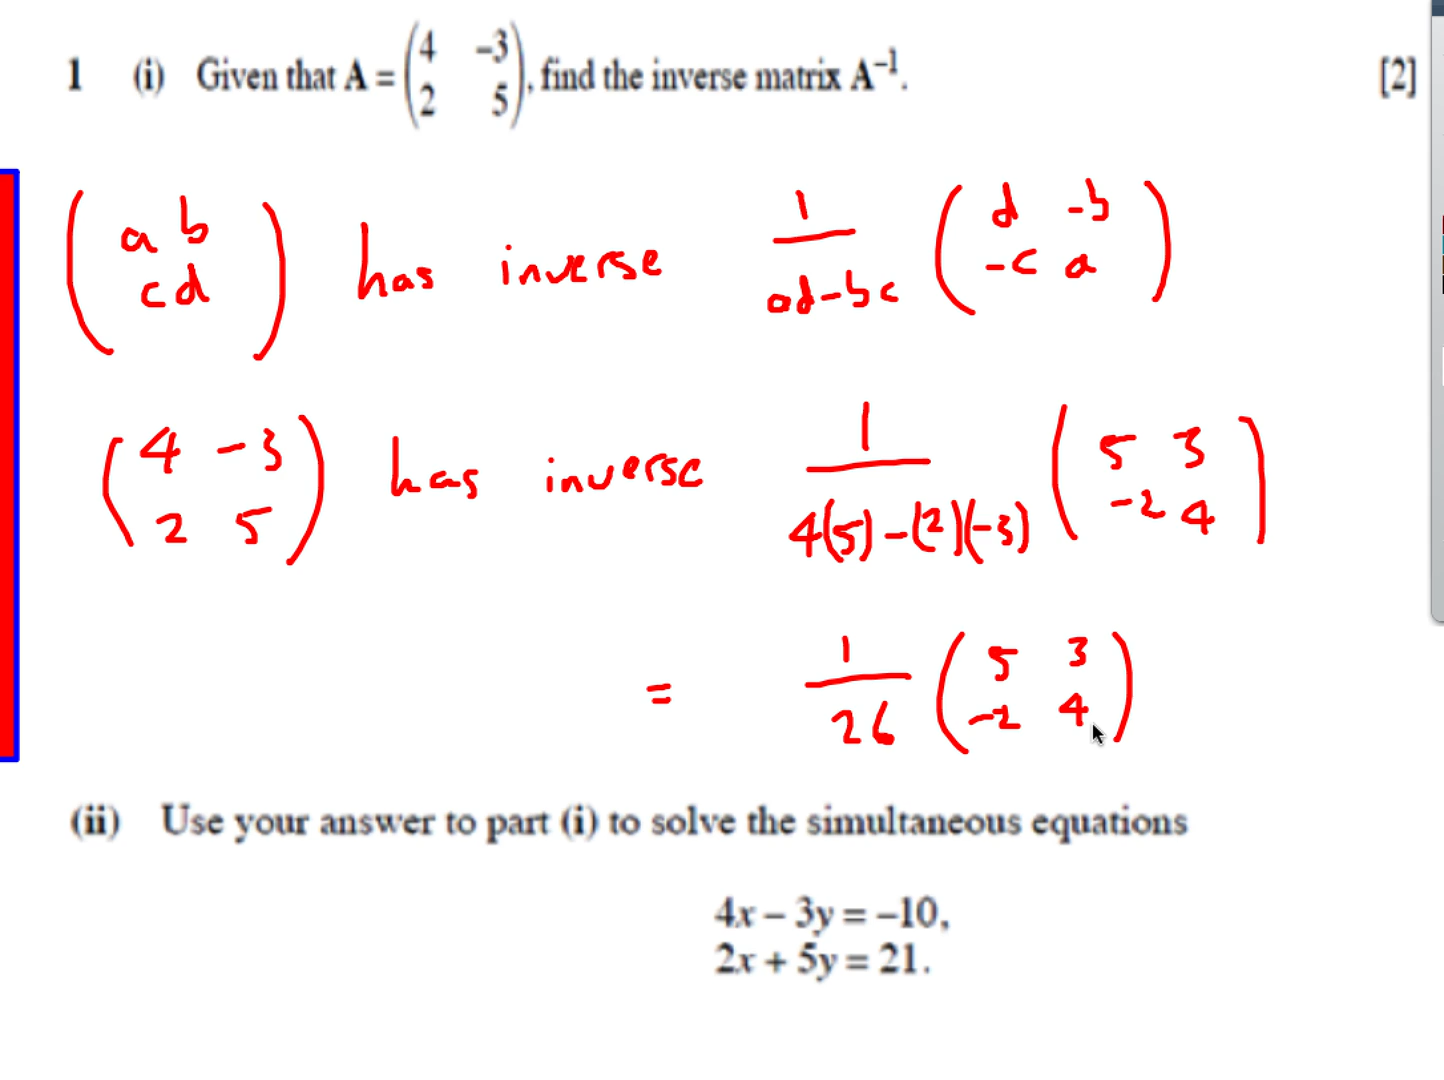 1 (i) Given that A = (4 −3
2 5), find the inverse matrix A⁻¹. [2]
(a b
c d) has inverse 1/(ad-bc) (d -b
-c a)
(4 -3
2 5) has inverse 1/(4(5)-(2)(-3)) (5 3
-2 4)
= 1/26 (5 3
-2 4)
(ii) Use your answer to part (i) to solve the simultaneous equations
4x − 3y = −10,
2x + 5y = 21.